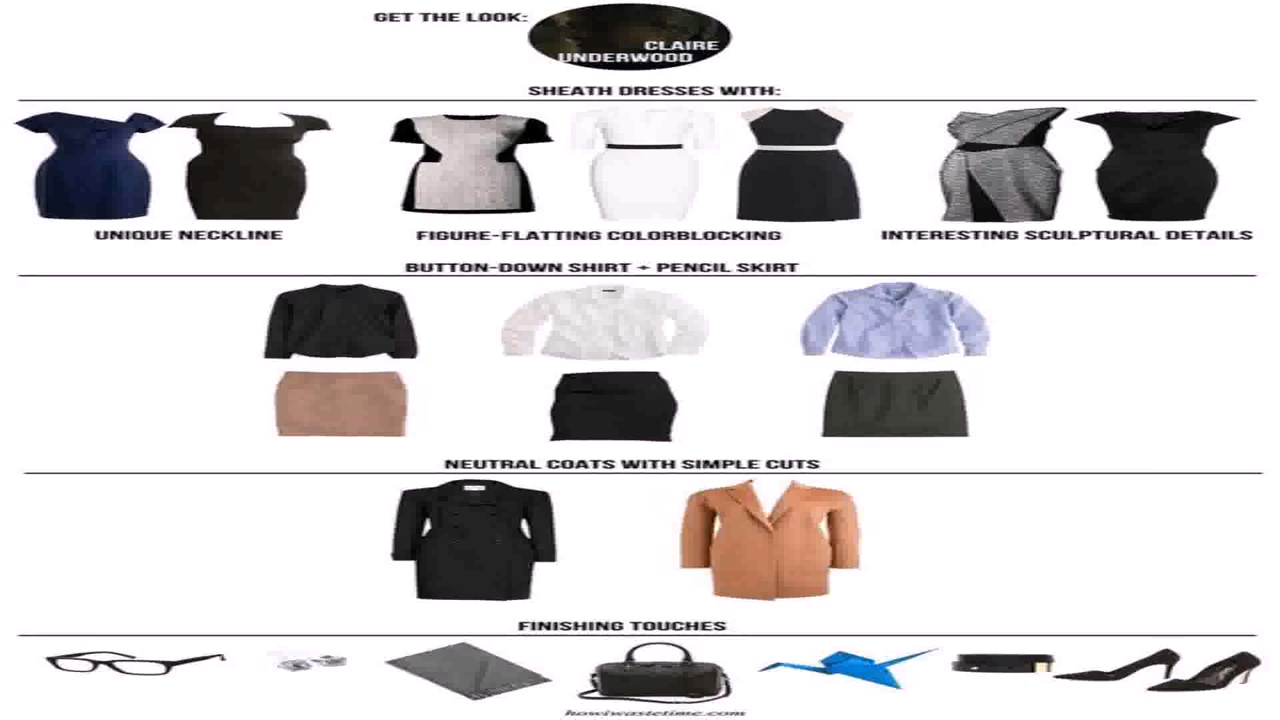 GET THE LOOK:
CLAIRE
UNDERWOOD
SHEATH DRESSES WITH:
UNIQUE NECKLINE
FIGURE-FLATTING COLORBLOCKING
INTERESTING SCULPTURAL DETAILS
BUTTON-DOWN SHIRT + PENCIL SKIRT
NEUTRAL COATS WITH SIMPLE CUTS
FINISHING TOUCHES
howiwastetime.com